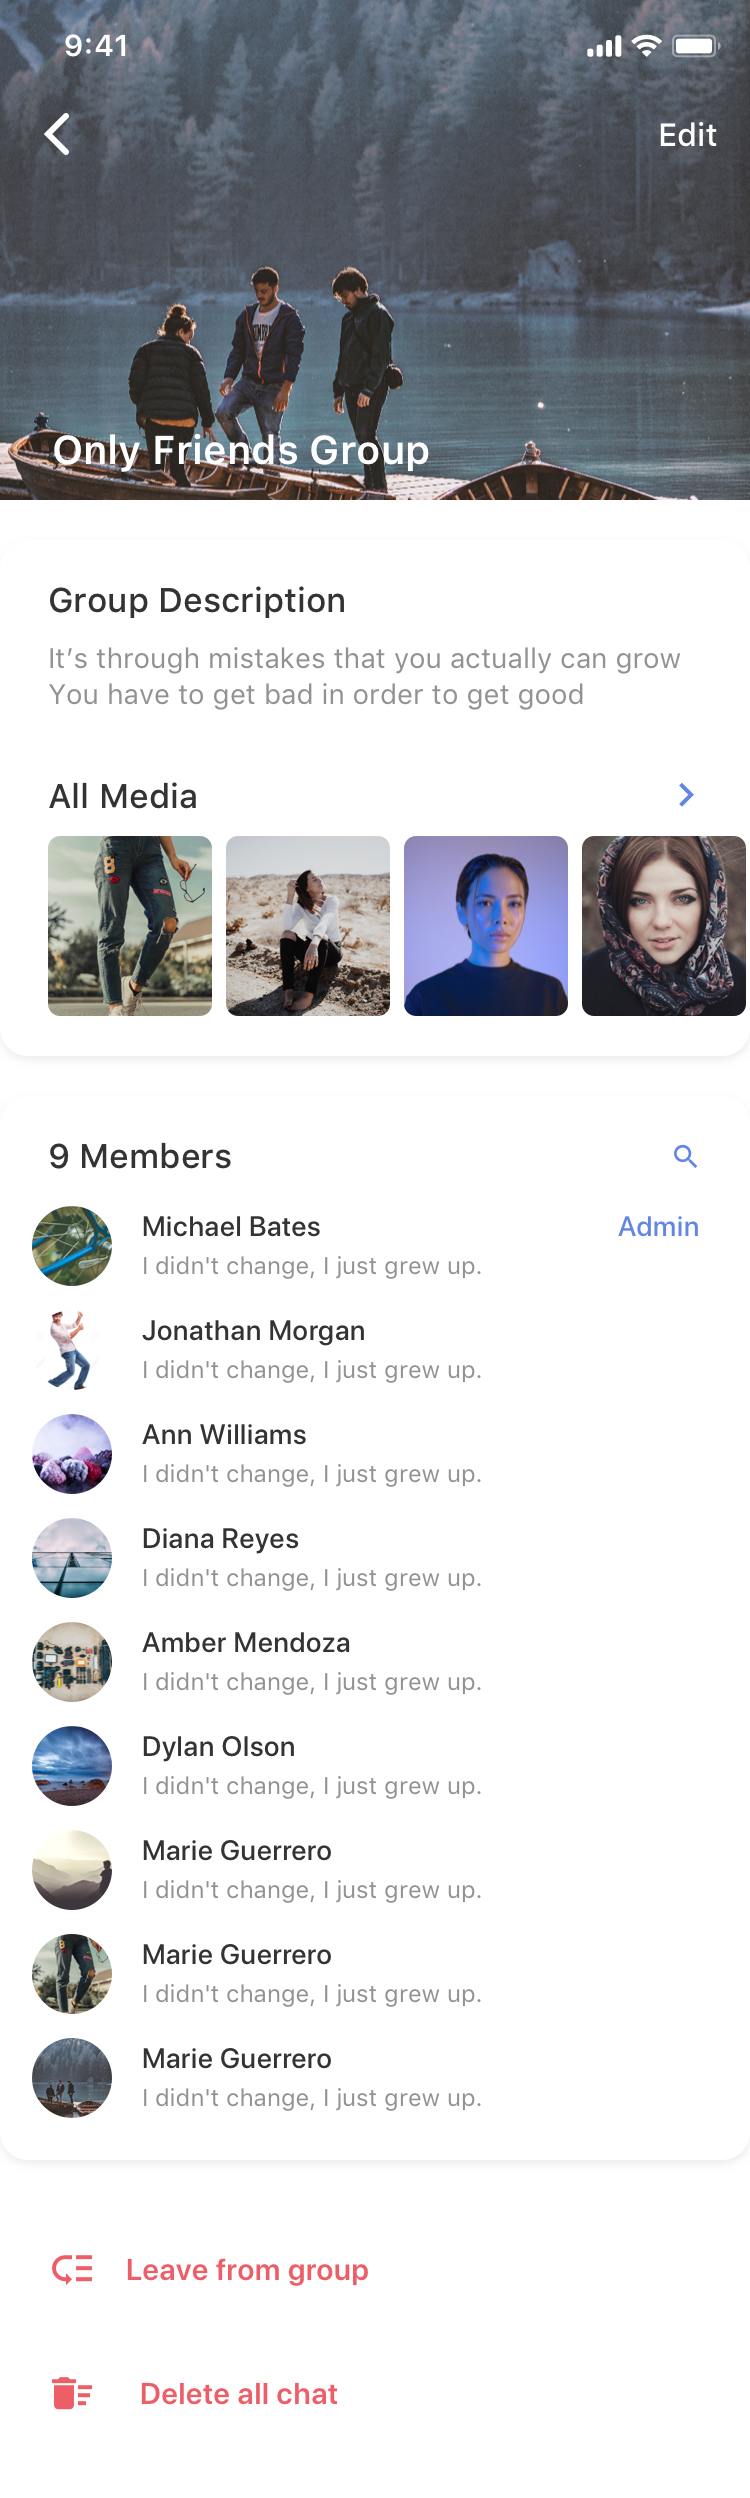 9:41
Edit
Only Friends Group
Group Description
It’s through mistakes that you actually can grow
You have to get bad in order to get good
All Media
9 Members
Michael Bates
Admin
I didn't change, I just grew up.
Jonathan Morgan
I didn't change, I just grew up.
Ann Williams
I didn't change, I just grew up.
Diana Reyes
I didn't change, I just grew up.
Amber Mendoza
I didn't change, I just grew up.
Dylan Olson
I didn't change, I just grew up.
Marie Guerrero
I didn't change, I just grew up.
Marie Guerrero
I didn't change, I just grew up.
Marie Guerrero
I didn't change, I just grew up.
Leave from group
Delete all chat